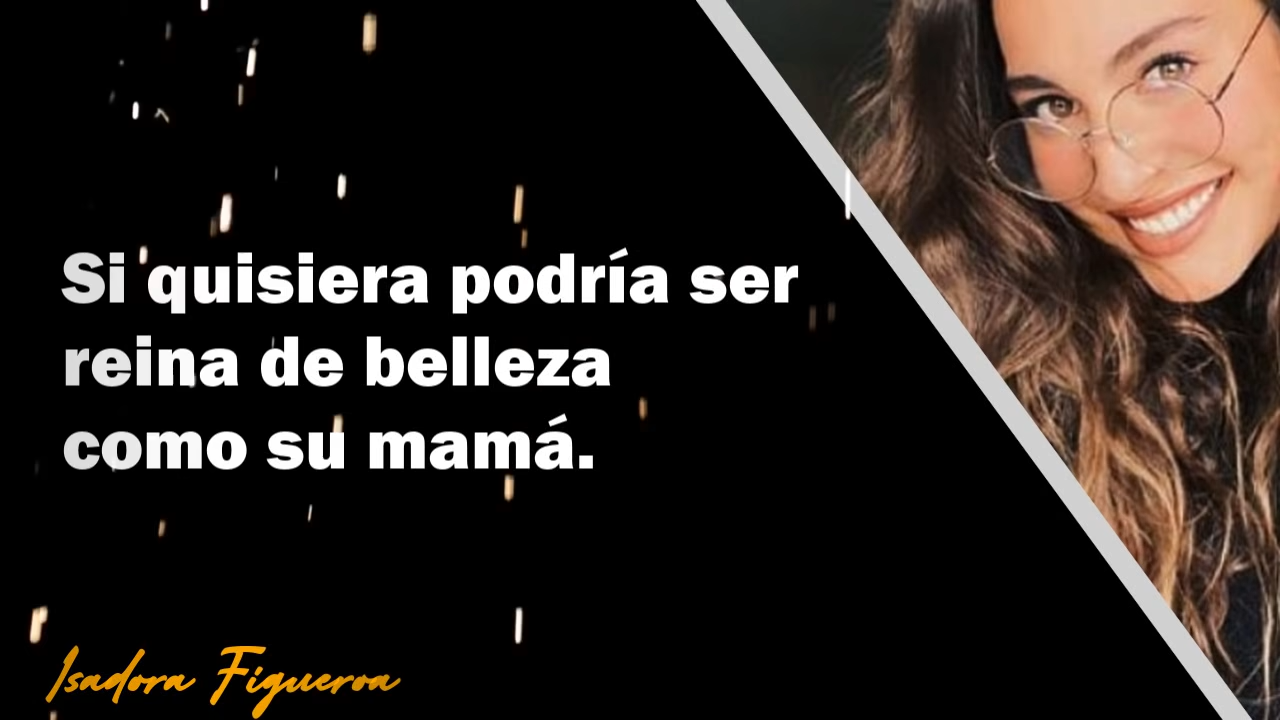 Si quisiera podría ser
reina de belleza
como su mamá.
Isadora Figueroa